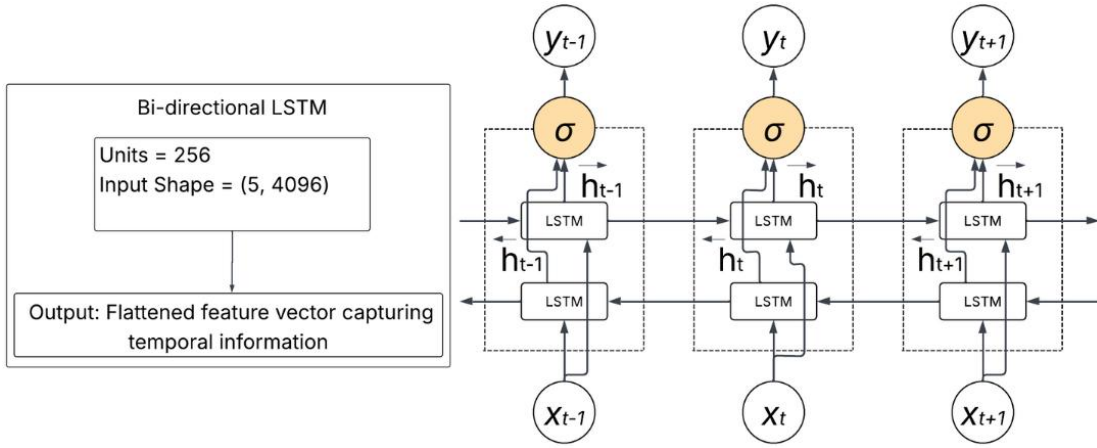 Bi-directional LSTM
Units = 256
Input Shape = (5, 4096)
Output: Flattened feature vector capturing
temporal information
yt-1
yt
yt+1
σ
σ
σ
ht-1
ht
ht+1
LSTM
LSTM
LSTM
ht-1
ht
ht+1
LSTM
LSTM
LSTM
xt-1
xt
xt+1